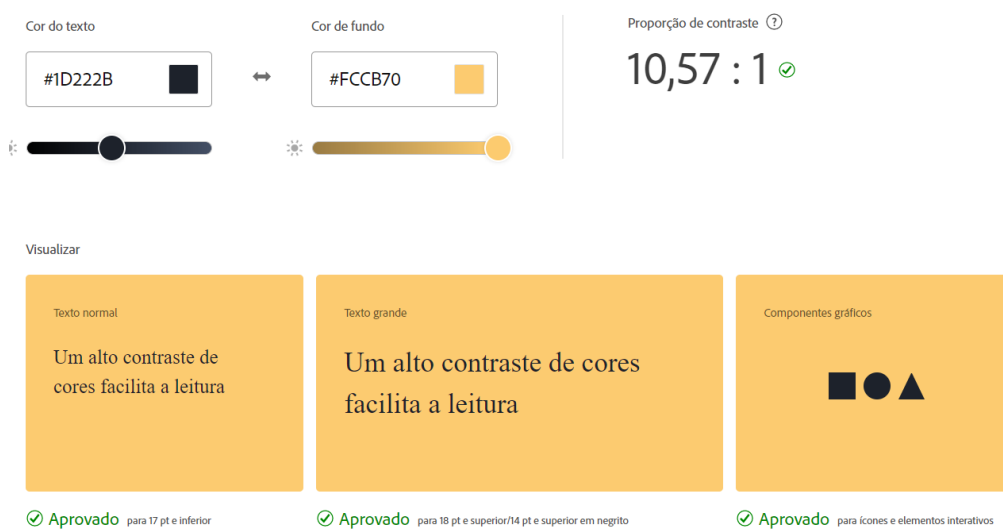 Cor do texto
#1D222B
Cor de fundo
#FCCB70
Proporção de contraste ?
10,57 : 1
Visualizar
Texto normal
Um alto contraste de
cores facilita a leitura
Aprovado para 17 pt e inferior
Texto grande
Um alto contraste de cores
facilita a leitura
Aprovado para 18 pt e superior/14 pt e superior em negrito
Componentes gráficos
Aprovado para ícones e elementos interativos